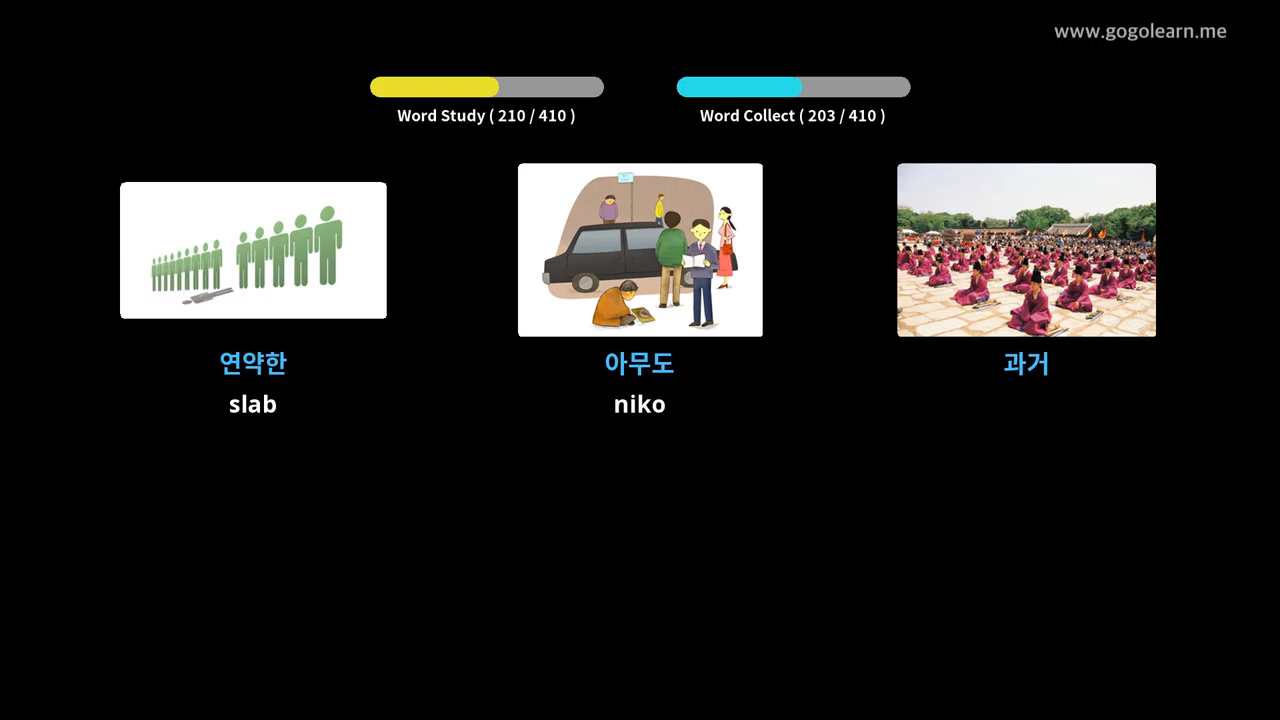 www.gogolearn.me
Word Study ( 210 / 410 )
Word Collect ( 203 / 410 )
연약한
아무도
과거
slab
niko